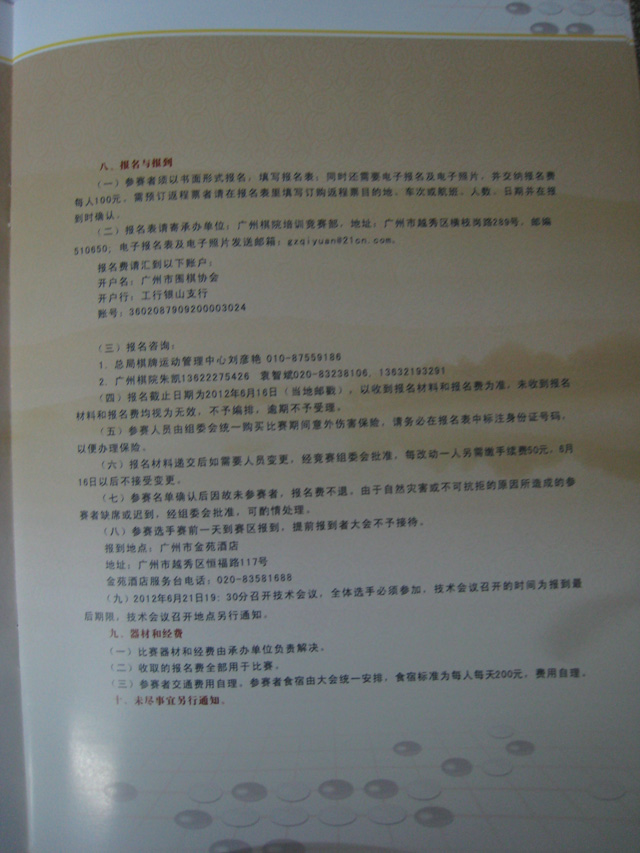 八、报名与报到
（一）参赛者须以书面形式报名，填写报名表；同时还需要电子报名及电子照片，并交纳报名费
每人100元，需预订返程票者请在报名表里填写订购返程票目的地、车次或航班、人数、日期并在报
到时确认。
（二）报名表请寄承办单位：广州棋院培训竞赛部，地址：广州市越秀区横枝岗路289号，邮编
510650；电子报名表及电子照片发送邮箱：gzqiyuan@21cn.com。
报名费请汇到以下账户：
开户名：广州市围棋协会
开户行：工行银山支行
账号：3602087909200003024
（三）报名咨询：
1．总局棋牌运动管理中心刘彦艳 010-87559186
2．广州棋院朱凯13622275426 袁智斌020-83238106，13632193291
（四）报名截止日期为2012年6月16日（当地邮戳），以收到报名材料和报名费为准，未收到报名
材料和报名费均视为无效，不予编排，逾期不予受理。
（五）参赛人员由组委会统一购买比赛期间意外伤害保险，请务必在报名表中标注身份证号码，
以便办理保险。
（六）报名材料递交后如需要人员变更，经竞赛组委会批准，每改动一人另需缴手续费50元，6月
16日以后不接受变更。
（七）参赛名单确认后因故未参赛者，报名费不退，由于自然灾害或不可抗拒的原因所造成的参
赛者缺席或迟到，经组委会批准，可酌情处理。
（八）参赛选手赛前一天到赛区报到，提前报到者大会不予接待。
报到地点：广州市金苑酒店
地址：广州市越秀区恒福路117号
金苑酒店服务台电话：020-83581688
（九）2012年6月21日19：30分召开技术会议，全体选手必须参加，技术会议召开的时间为报到最
后期限，技术会议召开地点另行通知。
九、器材和经费
（一）比赛器材和经费由承办单位负责解决。
（二）收取的报名费全部用于比赛。
（三）参赛者交通费用自理。参赛者食宿由大会统一安排，食宿标准为每人每天200元，费用自理。
十、未尽事宜另行通知。